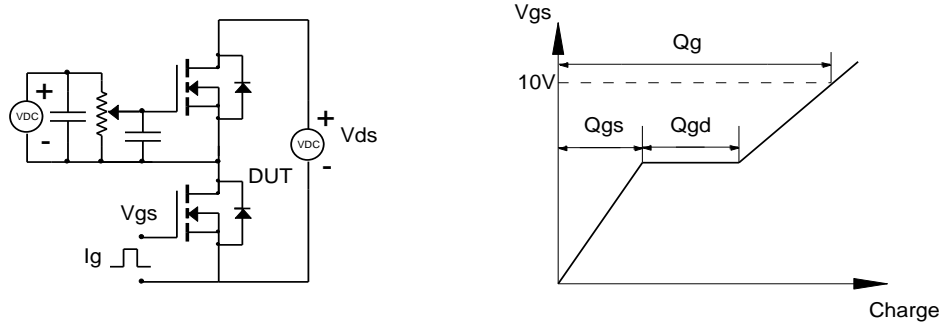 +
VDC
-
+
VDC
-
Vds
DUT
Vgs
Ig
Vgs
Qg
10V
Qgs
Qgd
Charge